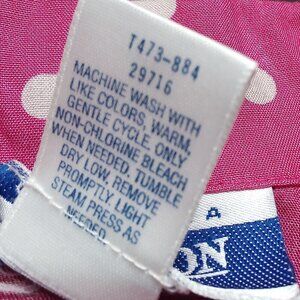 T473-884
29716
MACHINE WASH WITH
LIKE COLORS, WARM,
GENTLE CYCLE. ONLY
NON-CHLORINE BLEACH
WHEN NEEDED. TUMBLE
DRY LOW. REMOVE
PROMPTLY. LIGHT
STEAM PRESS AS
NEEDED.
A
ON